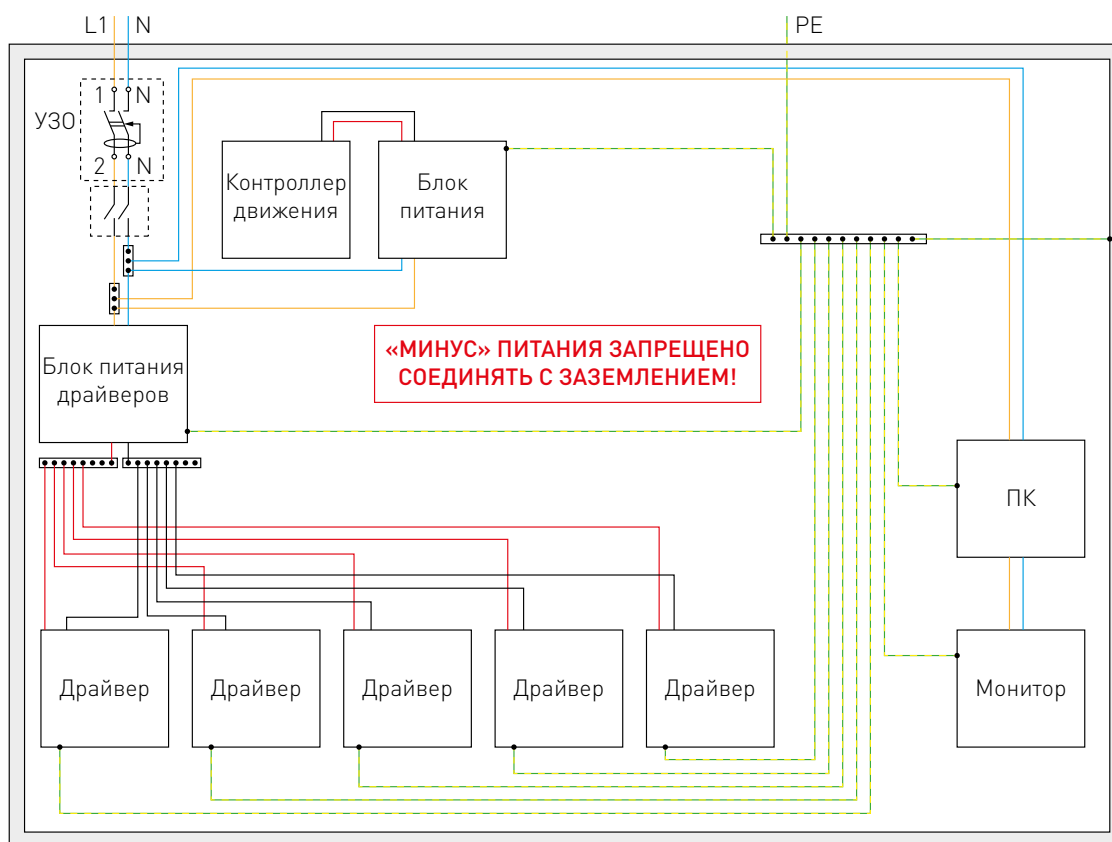 L1 N
PE
1 N
УЗО
2 N
Контроллер
движения
Блок
питания
«МИНУС» ПИТАНИЯ ЗАПРЕЩЕНО
СОЕДИНЯТЬ С ЗАЗЕМЛЕНИЕМ!
Блок питания
драйверов
ПК
Драйвер
Драйвер
Драйвер
Драйвер
Драйвер
Монитор